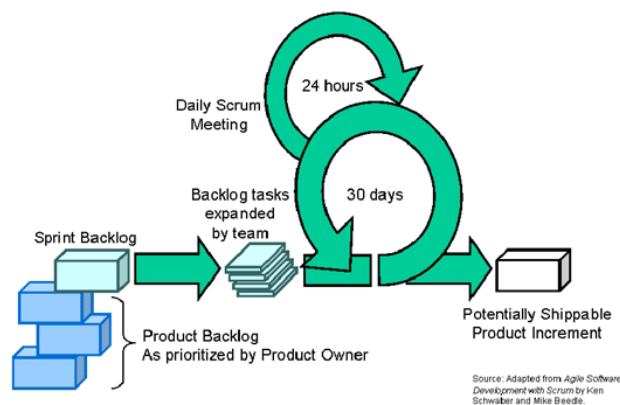 24 hours
Daily Scrum
Meeting
Backlog tasks
expanded
by team
30 days
Sprint Backlog
Product Backlog
As prioritized by Product Owner
Potentially Shippable
Product Increment
Source: Adapted from Agile Software
Development with Scrum by Ken
Schwaber and Mike Beedle.